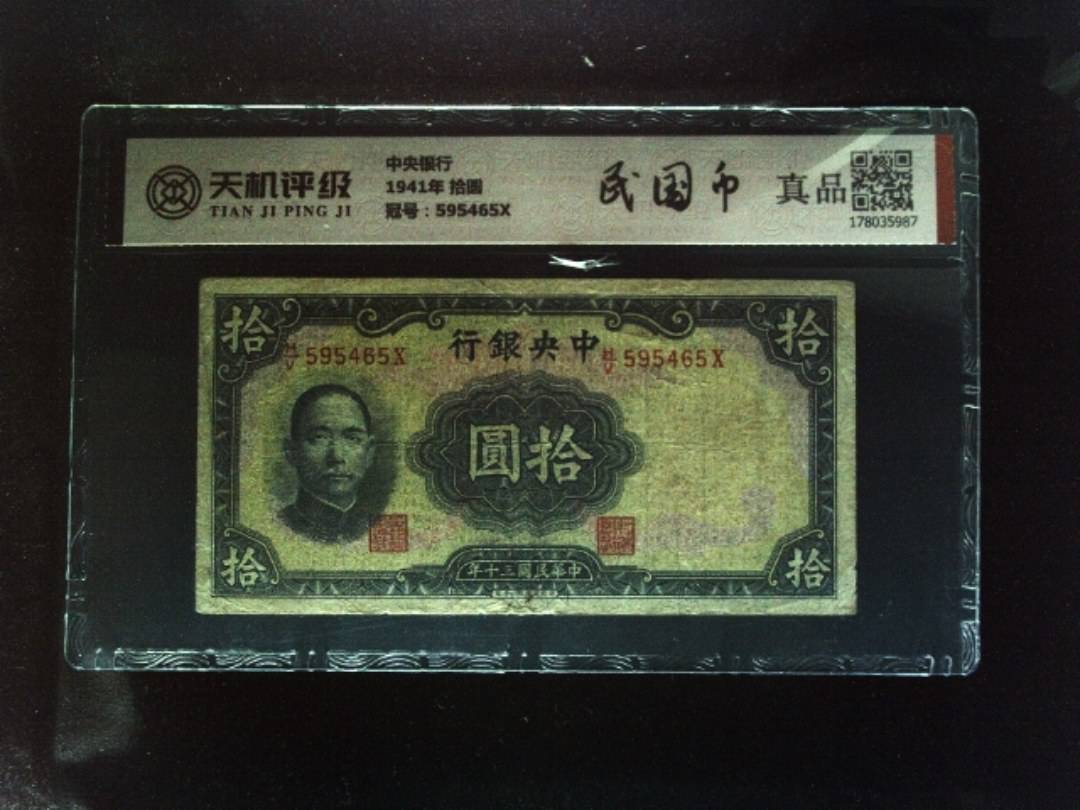 天机评级
TIAN JI PING JI
中央银行
1941年 拾圆
冠号：595465X
民国币
真品
178035987
拾
拾
行銀央中
595465X
595465X
圓拾
拾
拾
年十三國民華中